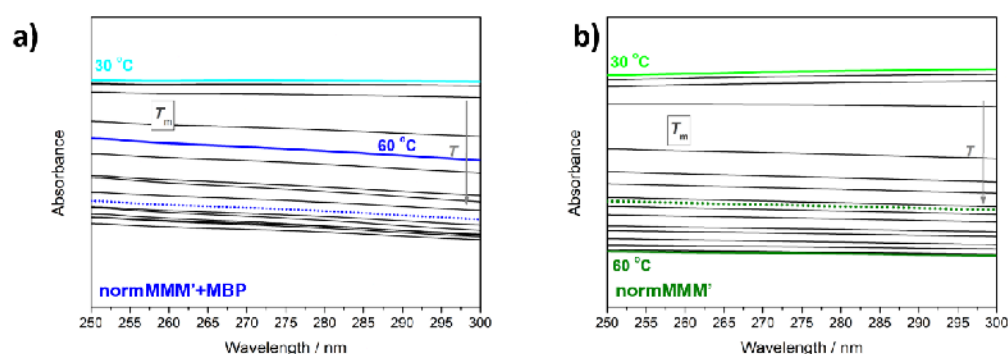 a)
30 °C
Tm
60 °C
T
Absorbance
normMMM'+MBP
250 255 260 265 270 275 280 285 290 295 300
Wavelength / nm
b)
30 °C
Tm
T
Absorbance
60 °C
normMMM'
250 255 260 265 270 275 280 285 290 295 300
Wavelength / nm